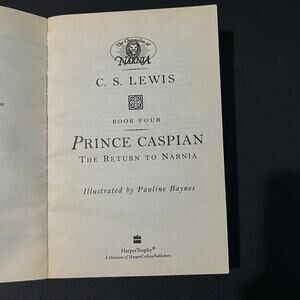 The Chronicles of
NARNIA
C. S. LEWIS
BOOK FOUR
PRINCE CASPIAN
THE RETURN TO NARNIA
Illustrated by Pauline Baynes
HarperTrophy®
A Division of HarperCollinsPublishers